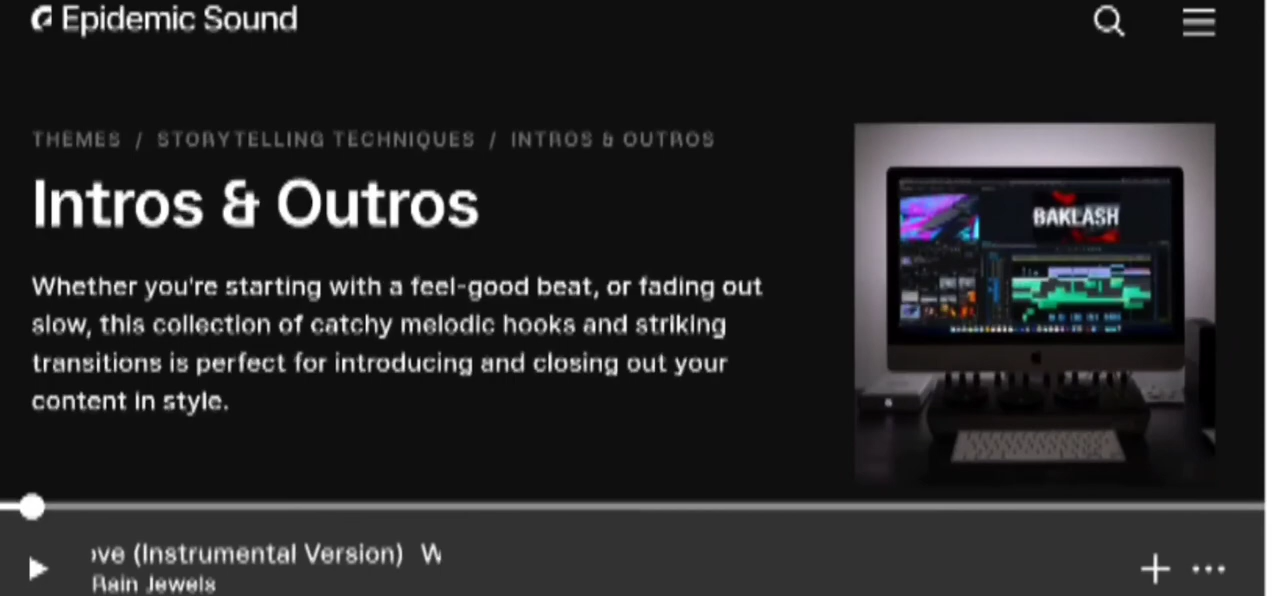 Epidemic Sound
THEMES / STORYTELLING TECHNIQUES / INTROS & OUTROS
Intros & Outros
BAKLASH
Whether you're starting with a feel-good beat, or fading out
slow, this collection of catchy melodic hooks and striking
transitions is perfect for introducing and closing out your
content in style.
ove (Instrumental Version) W
Rain Jewels